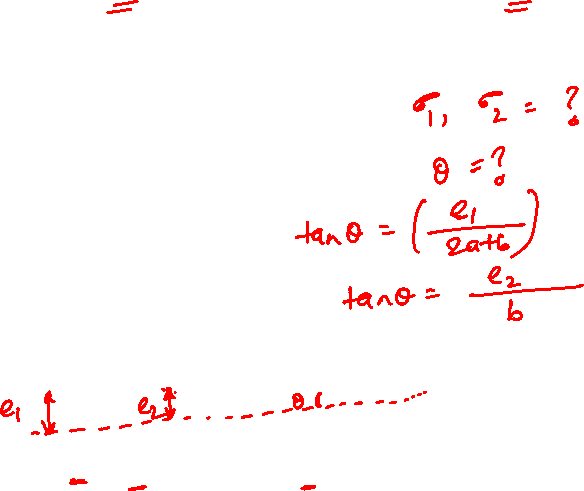 σ1, σ2 = ?
θ = ?
tanθ = (e1/2a+b)
tanθ = e2/b
e1 e2 θ